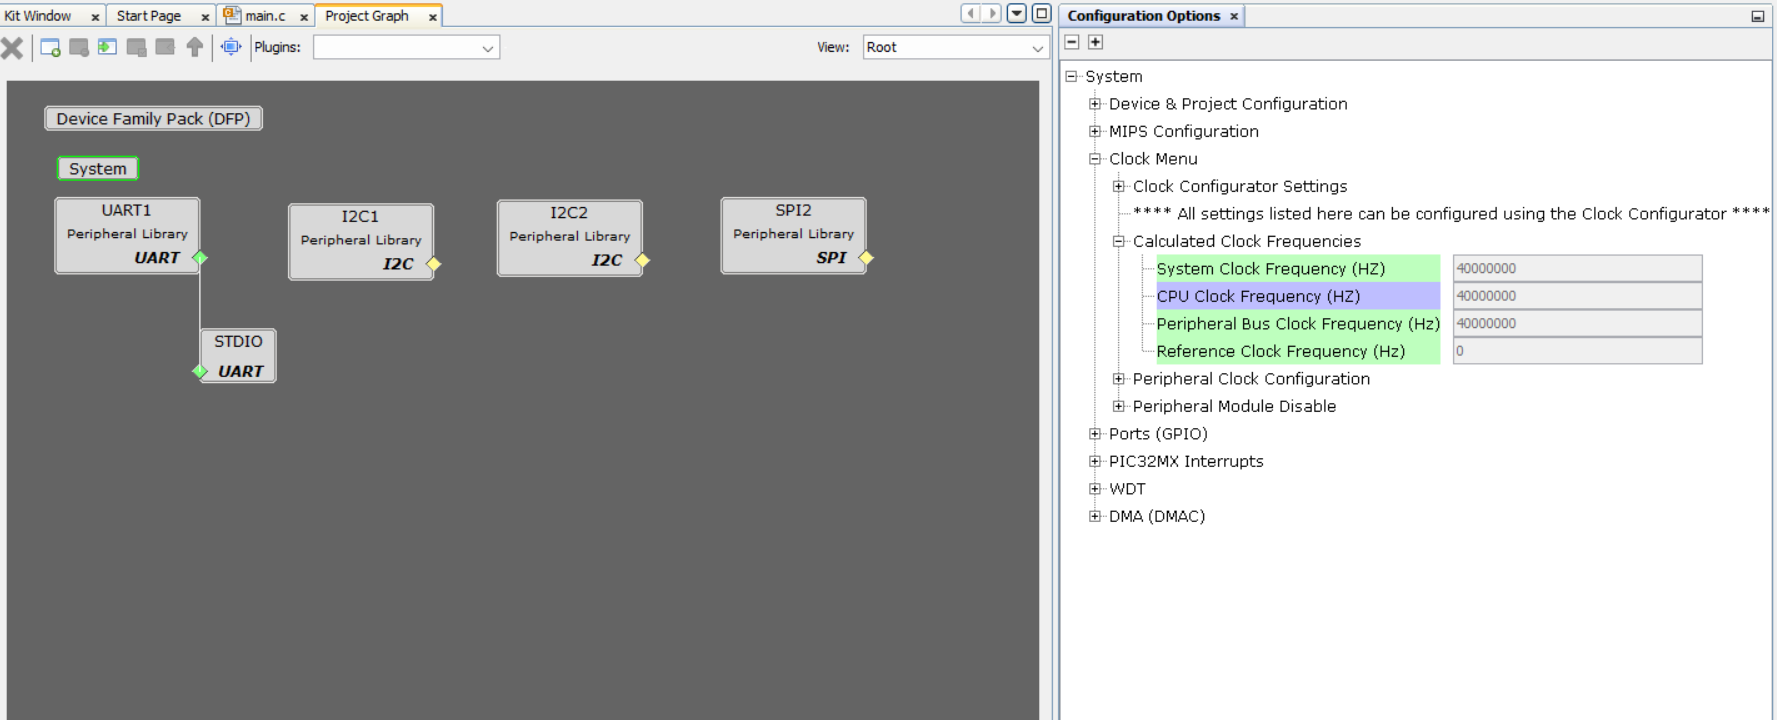 Kit Window x Start Page x main.c x Project Graph x
Plugins:
View: Root
Device Family Pack (DFP)
System
UART1
Peripheral Library
UART
I2C1
Peripheral Library
I2C
I2C2
Peripheral Library
I2C
SPI2
Peripheral Library
SPI
STDIO
UART
Configuration Options x
System
Device & Project Configuration
MIPS Configuration
Clock Menu
Clock Configurator Settings
**** All settings listed here can be configured using the Clock Configurator ****
Calculated Clock Frequencies
System Clock Frequency (HZ) 40000000
CPU Clock Frequency (HZ) 40000000
Peripheral Bus Clock Frequency (Hz) 40000000
Reference Clock Frequency (Hz) 0
Peripheral Clock Configuration
Peripheral Module Disable
Ports (GPIO)
PIC32MX Interrupts
WDT
DMA (DMAC)